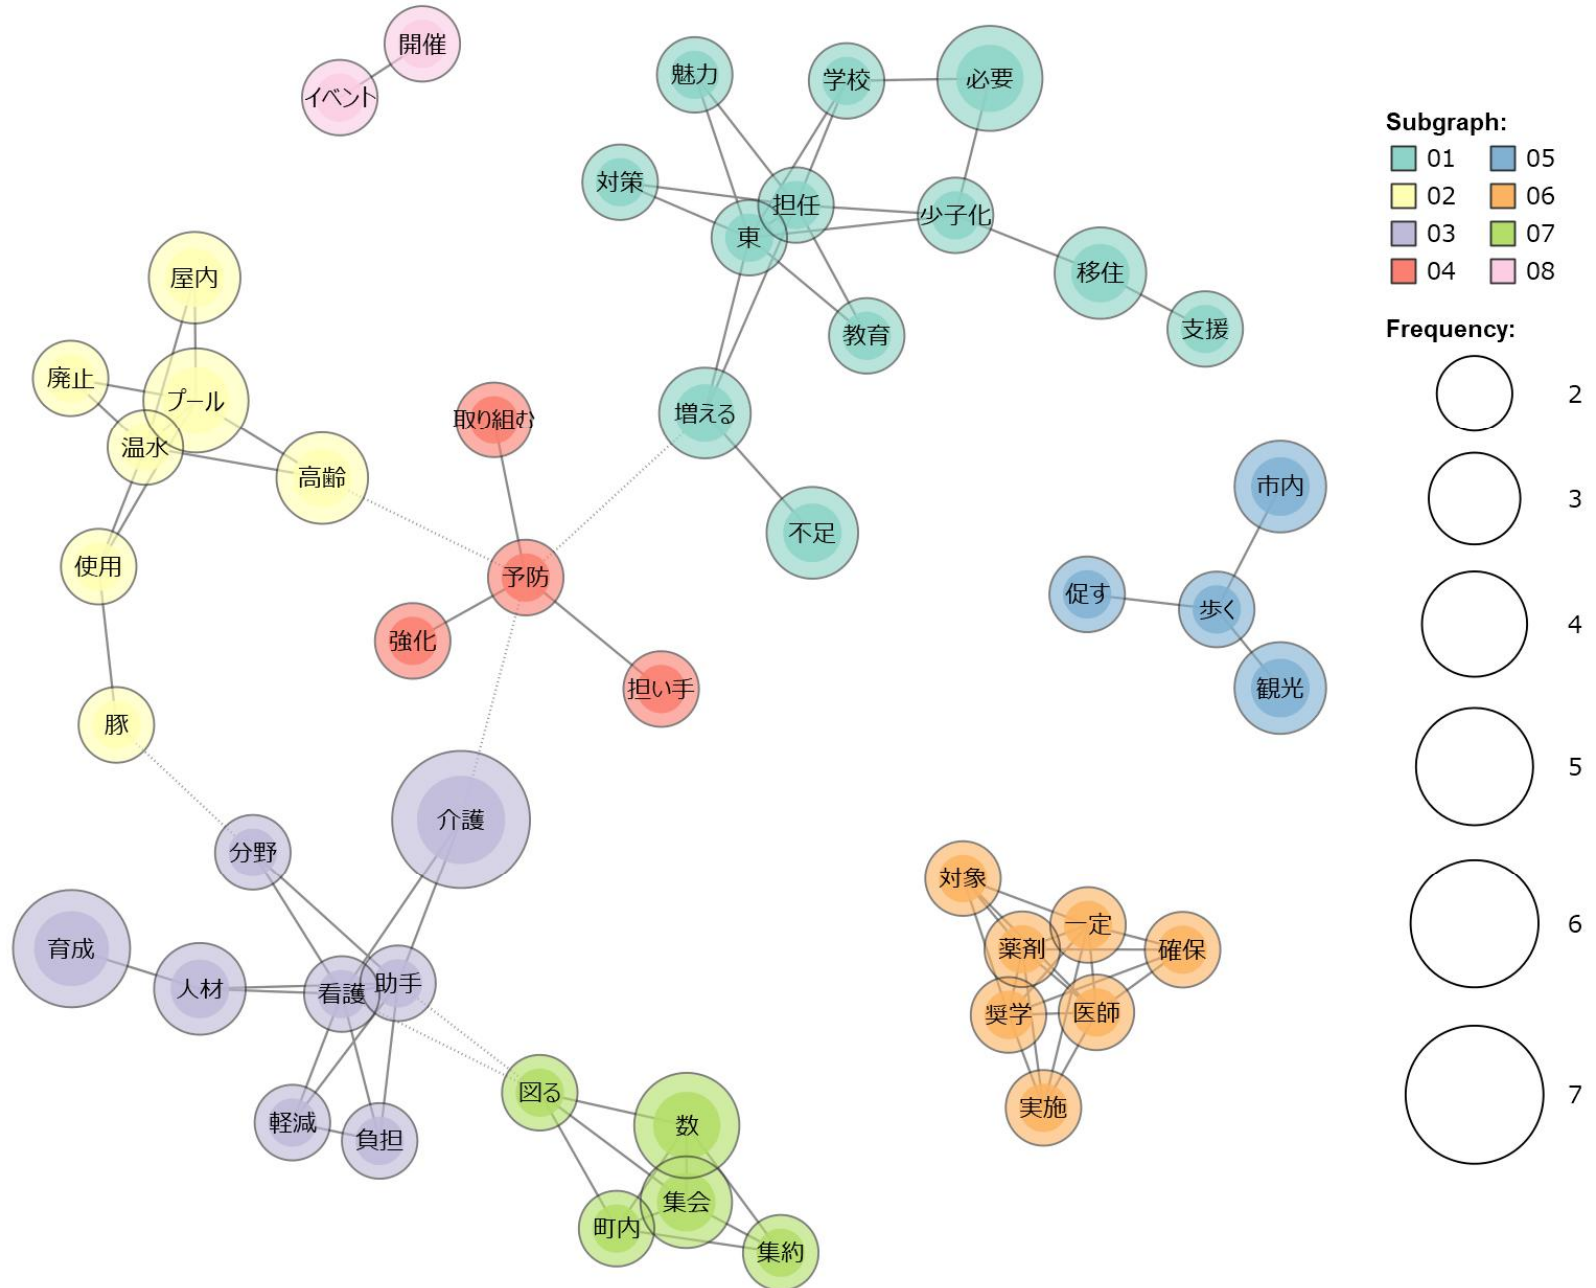 開催
イベント
魅力
学校
必要
対策
担任
東
少子化
移住
支援
教育
増える
不足
屋内
廃止
プール
温水
高齢
使用
豚
取り組む
予防
強化
担い手
市内
促す
歩く
観光
介護
分野
育成
人材
看護
助手
軽減
負担
対象
一定
薬剤
確保
奨学
医師
実施
図る
数
集会
町内
集約
Subgraph:
01 05
02 06
03 07
04 08
Frequency:
2
3
4
5
6
7